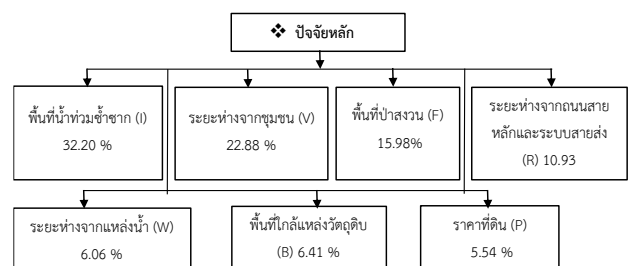 ❖ ปัจจัยหลัก
พื้นที่น้ำท่วมซ้ำซาก (I)
32.20 %
ระยะห่างจากชุมชน (V)
22.88 %
พื้นที่ป่าสงวน (F)
15.98%
ระยะห่างจากถนนสาย
หลักและระบบสายส่ง
(R) 10.93
ระยะห่างจากแหล่งน้ำ (W)
6.06 %
พื้นที่ใกล้แหล่งวัตถุดิบ
(B) 6.41 %
ราคาที่ดิน (P)
5.54 %